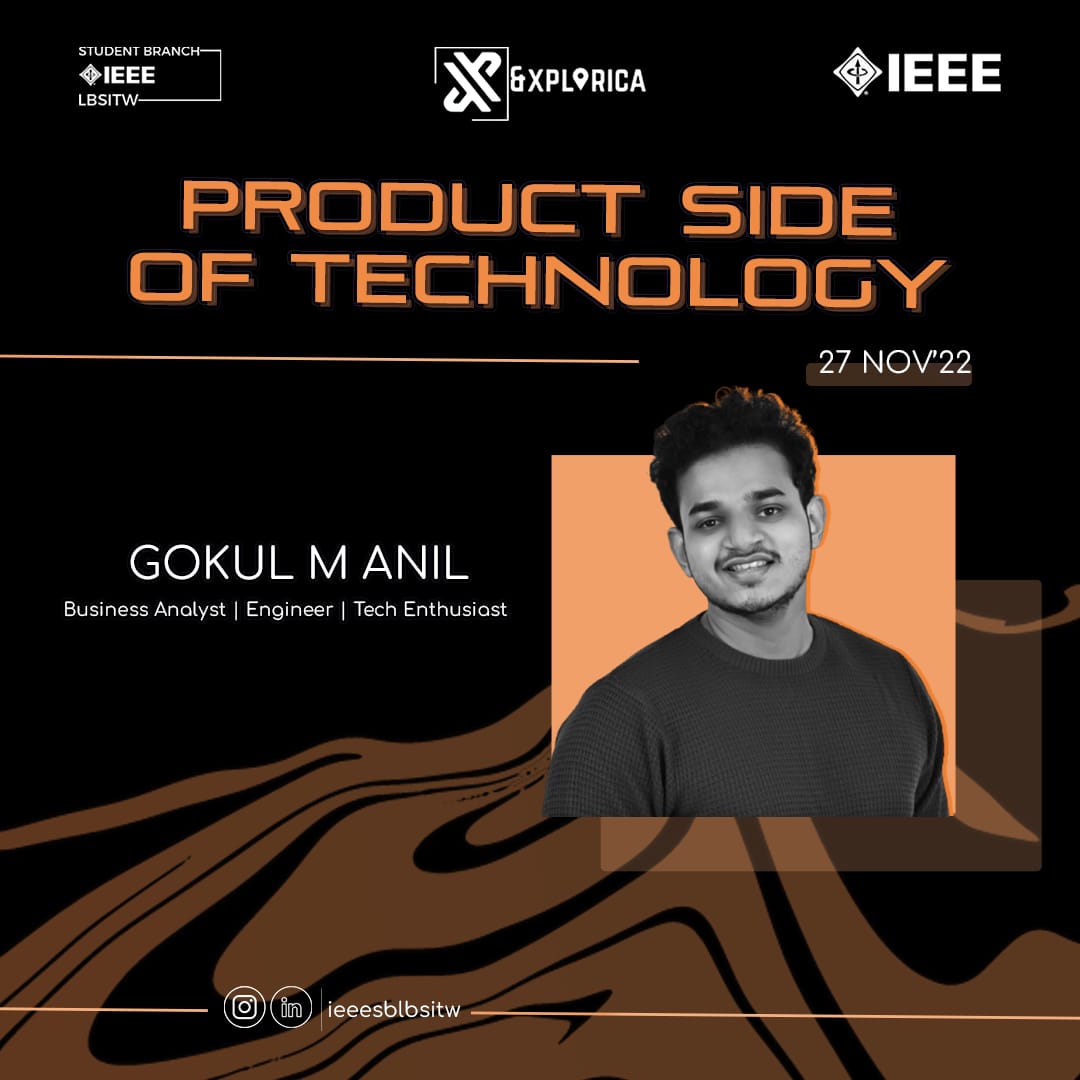 STUDENT BRANCH
IEEE
LBSITW
&XPLORICA
IEEE
PRODUCT SIDE
OF TECHNOLOGY
27 NOV'22
GOKUL M ANIL
Business Analyst | Engineer | Tech Enthusiast
in
ieeesblbsitw